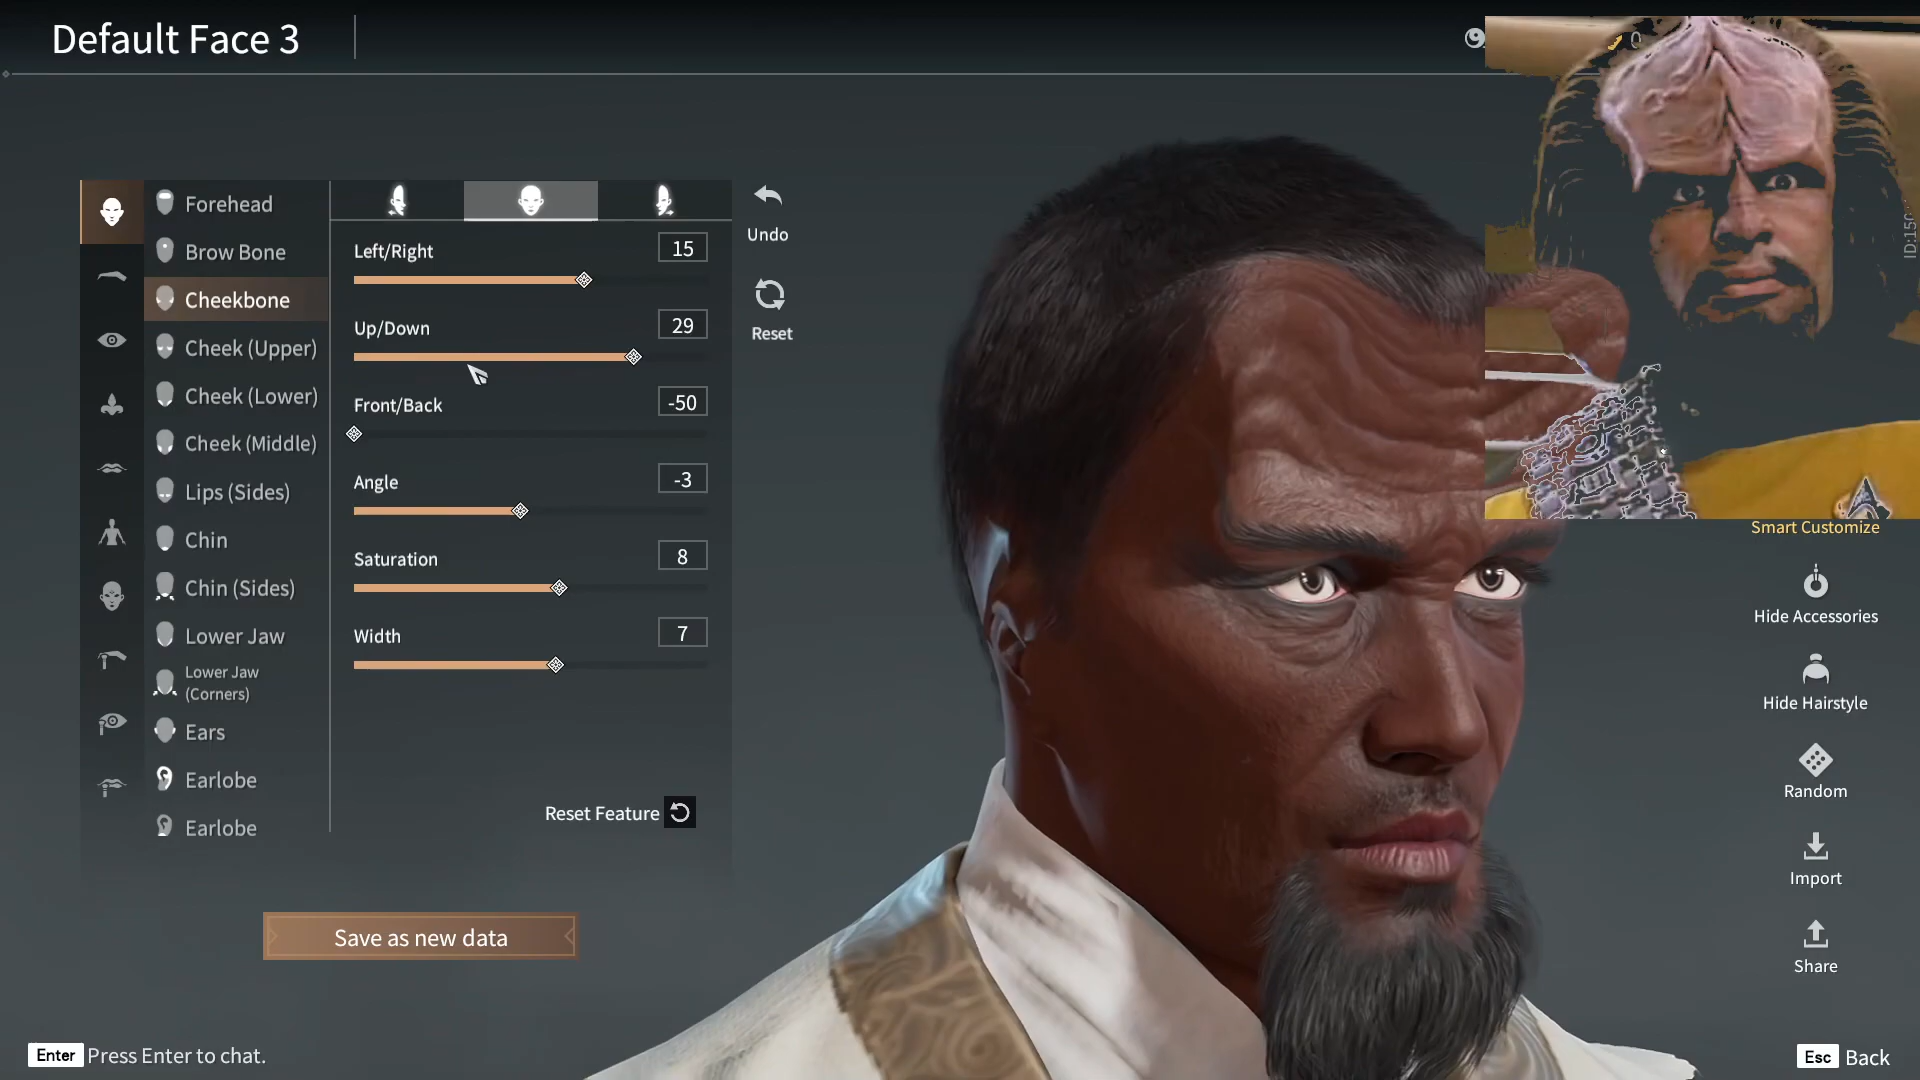 Default Face 3
0
Forehead
Brow Bone
Cheekbone
Cheek (Upper)
Cheek (Lower)
Cheek (Middle)
Lips (Sides)
Chin
Chin (Sides)
Lower Jaw
Lower Jaw
(Corners)
Ears
Earlobe
Earlobe
Left/Right
15
Up/Down
29
Front/Back
-50
Angle
-3
Saturation
8
Width
7
Reset Feature
Undo
Reset
Save as new data
Smart Customize
Hide Accessories
Hide Hairstyle
Random
Import
Share
Enter Press Enter to chat.
Esc Back